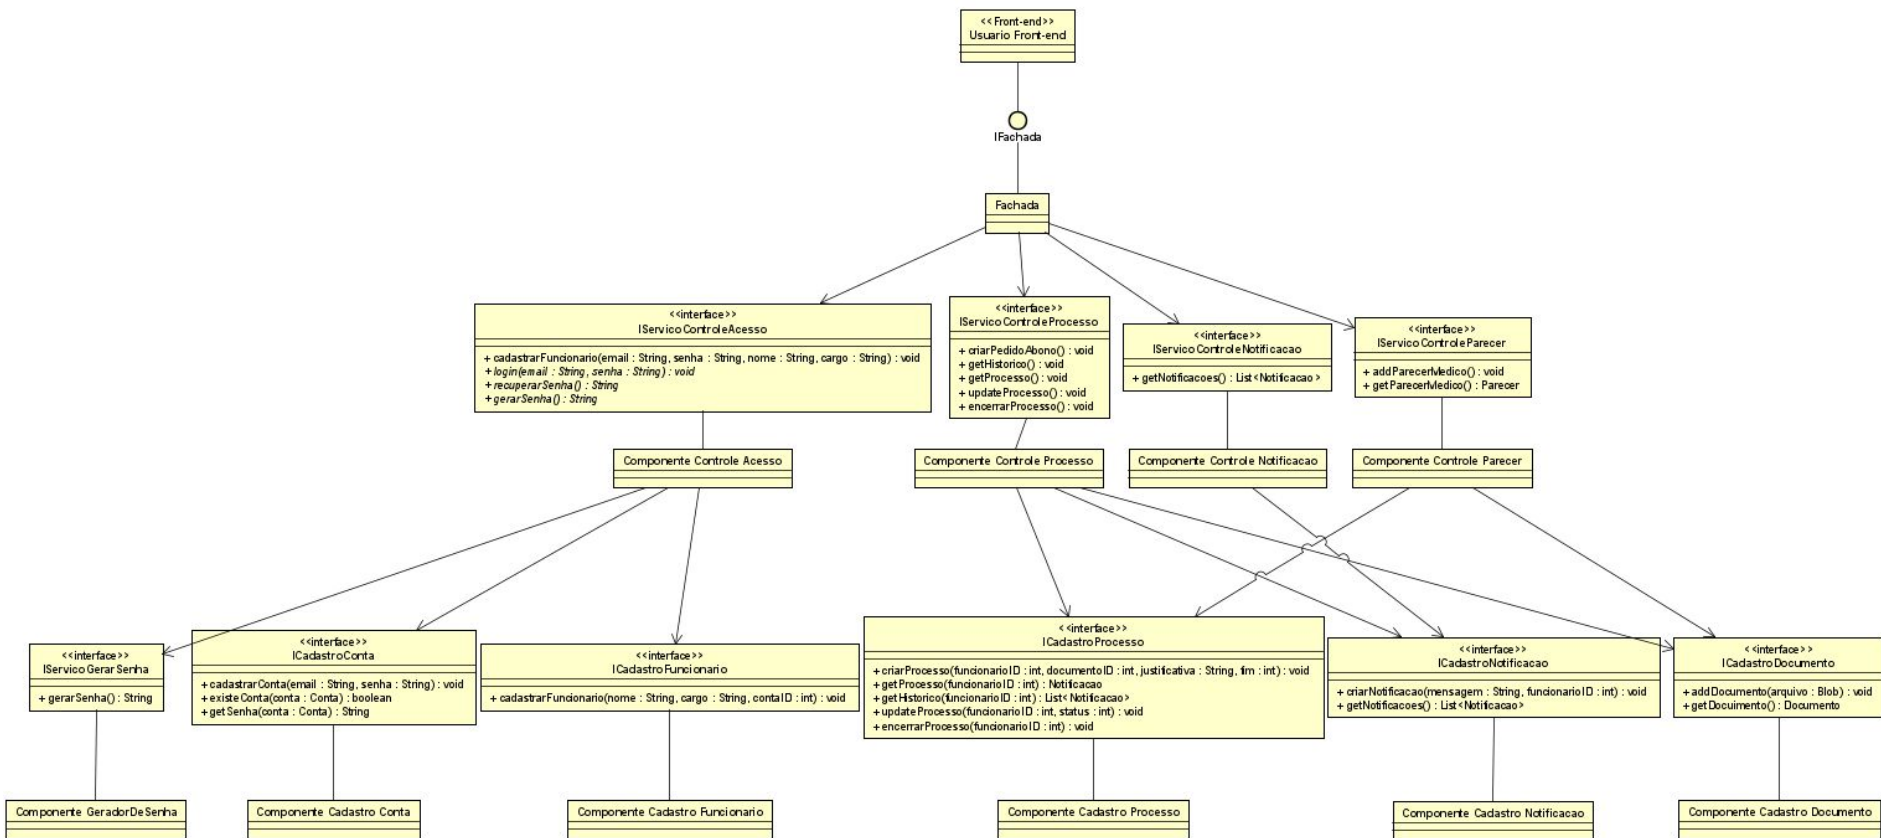 <<Front-end>>
Usuario Front-end
IFachada
Fachada
<<interface>>
IServicoControleAcesso
+ cadastrarFuncionario(email : String, senha : String, nome : String, cargo : String) : void
+ login(email : String, senha : String) : void
+ recuperarSenha() : String
+ gerarSenha() : String
<<interface>>
IServicoControleProcesso
+ criarPedidoAbono() : void
+ getHistorico() : void
+ getProcesso() : void
+ updateProcesso() : void
+ encerrarProcesso() : void
<<interface>>
IServicoControleNotificacao
+ getNotificacoes() : List<Notificacao>
<<interface>>
IServicoControleParecer
+ addParecerMedico() : void
+ getParecerMedico() : Parecer
Componente Controle Acesso
Componente Controle Processo
Componente Controle Notificacao
Componente Controle Parecer
<<interface>>
IServicoGerarSenha
+ gerarSenha() : String
<<interface>>
ICadastroConta
+ cadastrarConta(email : String, senha : String) : void
+ existeConta(conta : Conta) : boolean
+ getSenha(conta : Conta) : String
<<interface>>
ICadastroFuncionario
+ cadastrarFuncionario(nome : String, cargo : String, contaID : int) : void
<<interface>>
ICadastroProcesso
+ criarProcesso(funcionarioID : int, documentoID : int, justificativa : String, fim : int) : void
+ getProcesso(funcionarioID : int) : Notificacao
+ getHistorico(funcionarioID : int) : List<Notificacao>
+ updateProcesso(funcionarioID : int, status : int) : void
+ encerrarProcesso(funcionarioID : int) : void
<<interface>>
ICadastroNotificacao
+ criarNotificacao(mensagem : String, funcionarioID : int) : void
+ getNotificacoes() : List<Notificacao>
<<interface>>
ICadastroDocumento
+ addDocumento(arquivo : Blob) : void
+ getDocuimento() : Documento
Componente GeradorDeSenha
Componente Cadastro Conta
Componente Cadastro Funcionario
Componente Cadastro Processo
Componente Cadastro Notificacao
Componente Cadastro Documento